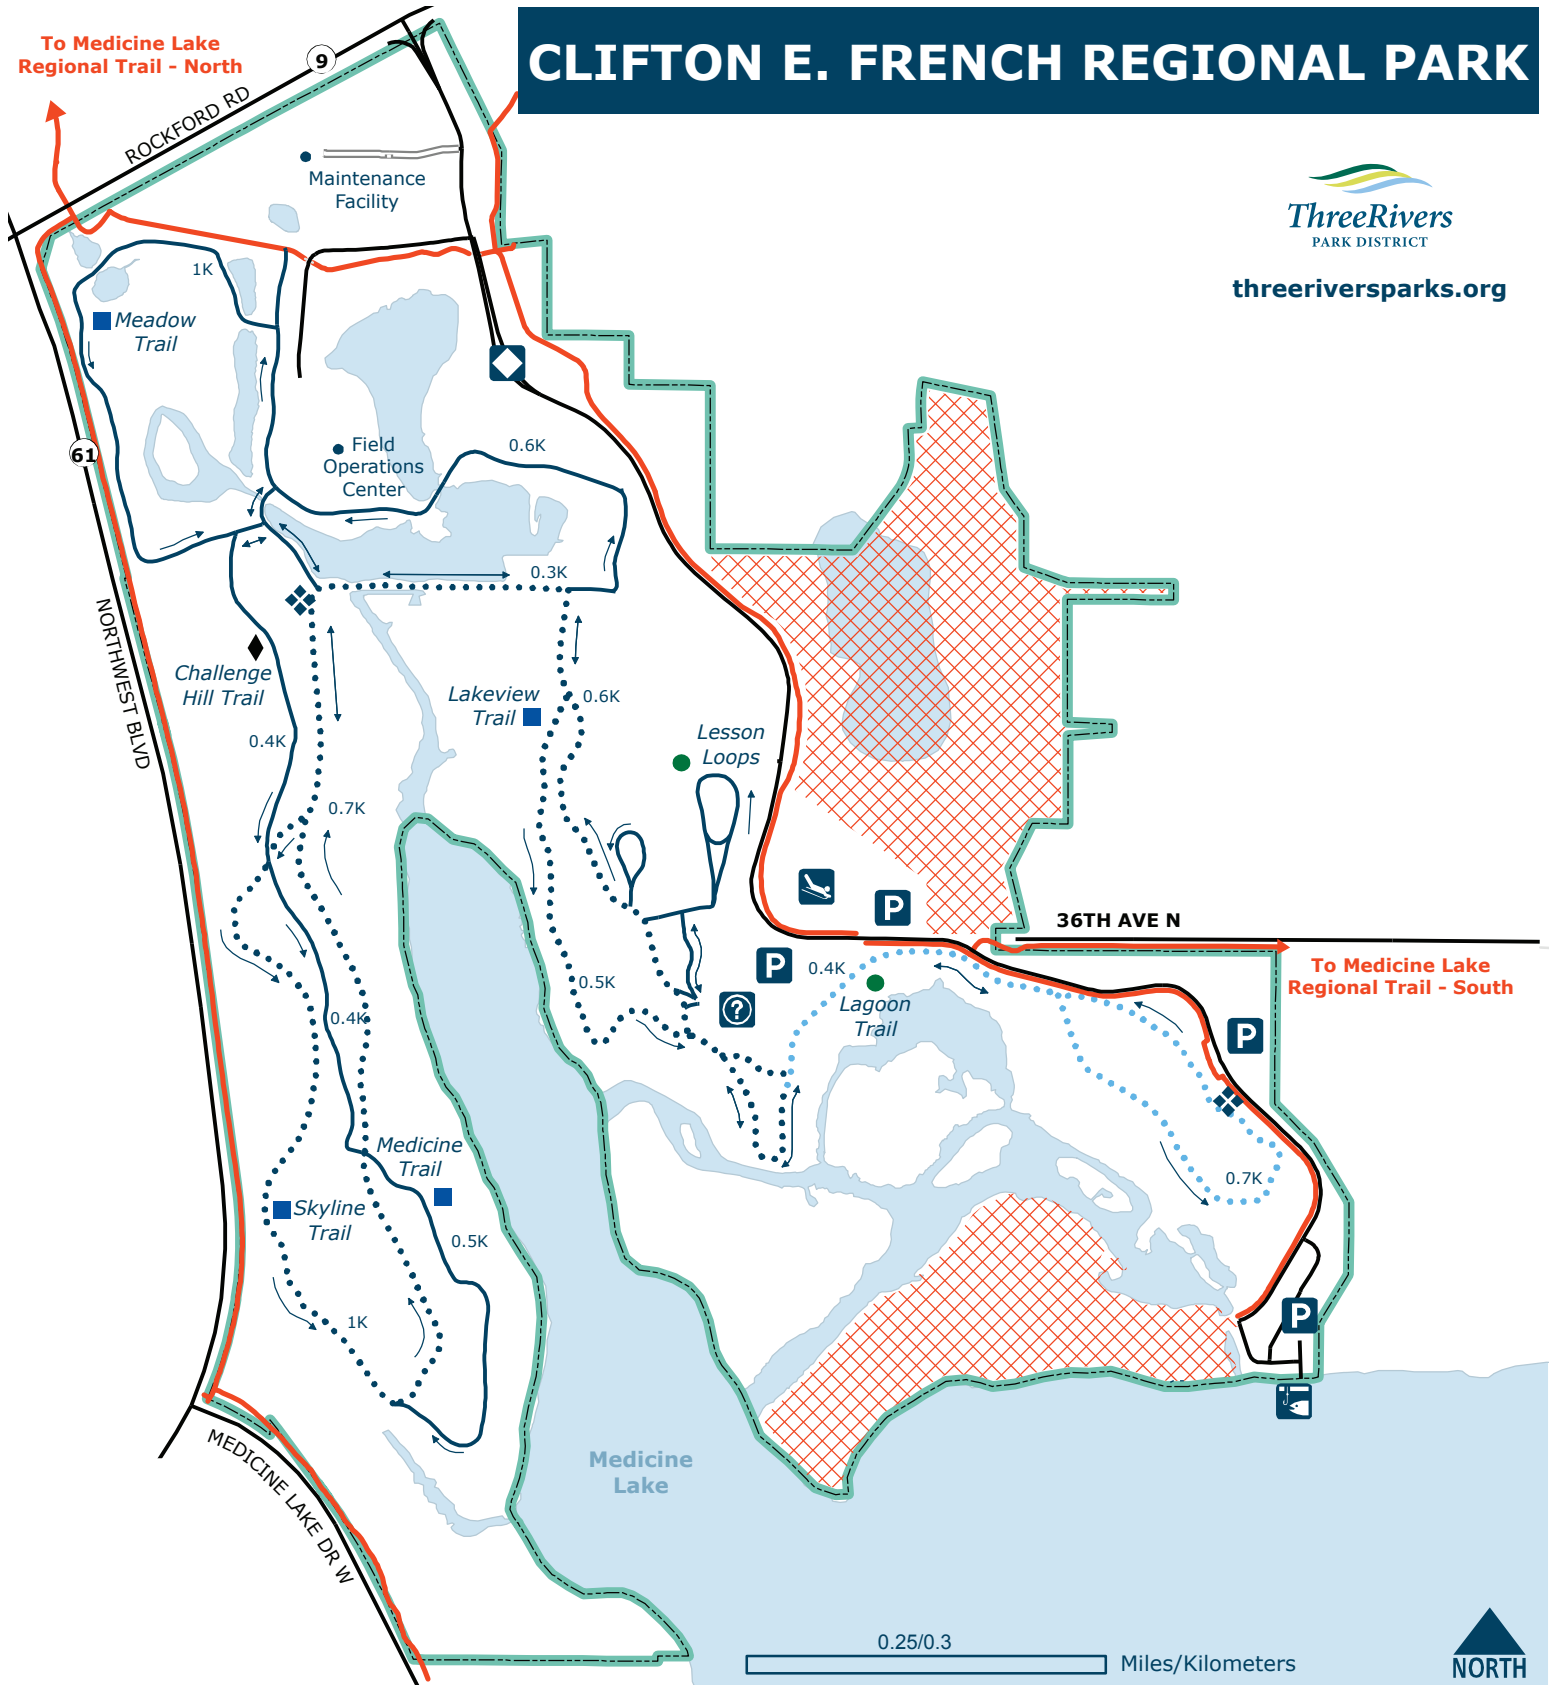 CLIFTON E. FRENCH REGIONAL PARK
To Medicine Lake
Regional Trail - North
9
ROCKFORD RD
Maintenance
Facility
ThreeRivers
PARK DISTRICT
threeriversparks.org
1K
Meadow
Trail
61
Field
Operations
Center
0.6K
0.3K
NORTHWEST BLVD
Challenge
Hill Trail
0.4K
Lakeview
Trail
0.6K
Lesson
Loops
0.7K
P
36TH AVE N
To Medicine Lake
Regional Trail - South
P
0.4K
Lagoon
Trail
0.5K
?
0.4K
P
Medicine
Trail
Skyline
Trail
0.5K
0.7K
1K
P
MEDICINE LAKE DR W
Medicine
Lake
0.25/0.3
Miles/Kilometers
NORTH